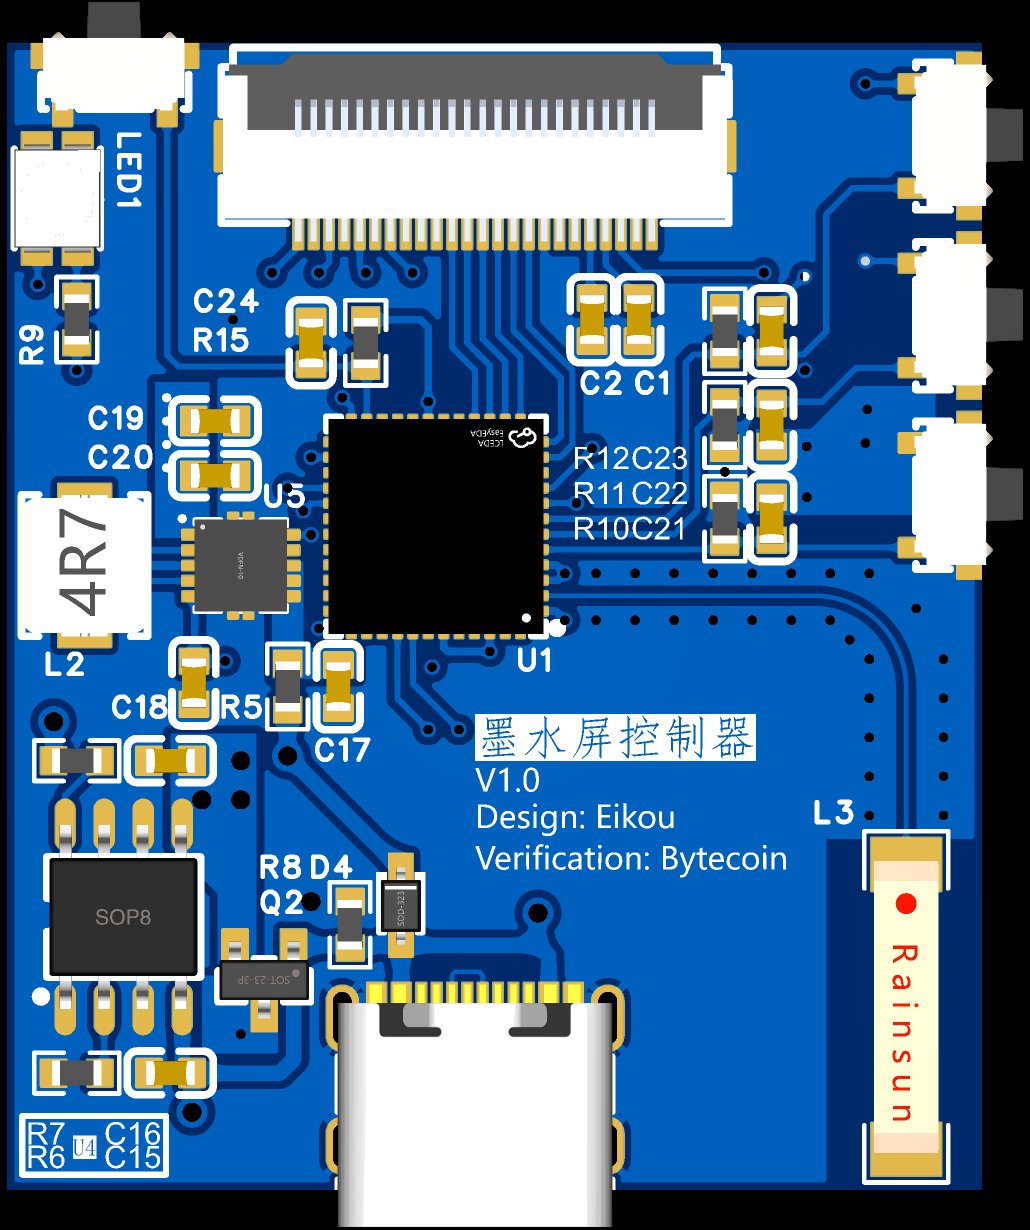 LED1
R9
C24
R15
C2 C1
C19
C20
LCEDA
EasyEDA
R12C23
R11C22
R10C21
U5
VDFN-10
4R7
L2
U1
C18
R5
C17
墨水屏控制器
V1.0
Design: Eikou
Verification: Bytecoin
L3
R8 D4
Q2
SOD-323
SOP8
SOT-23-3P
Rainsun
R7 C16
U4
R6 C15